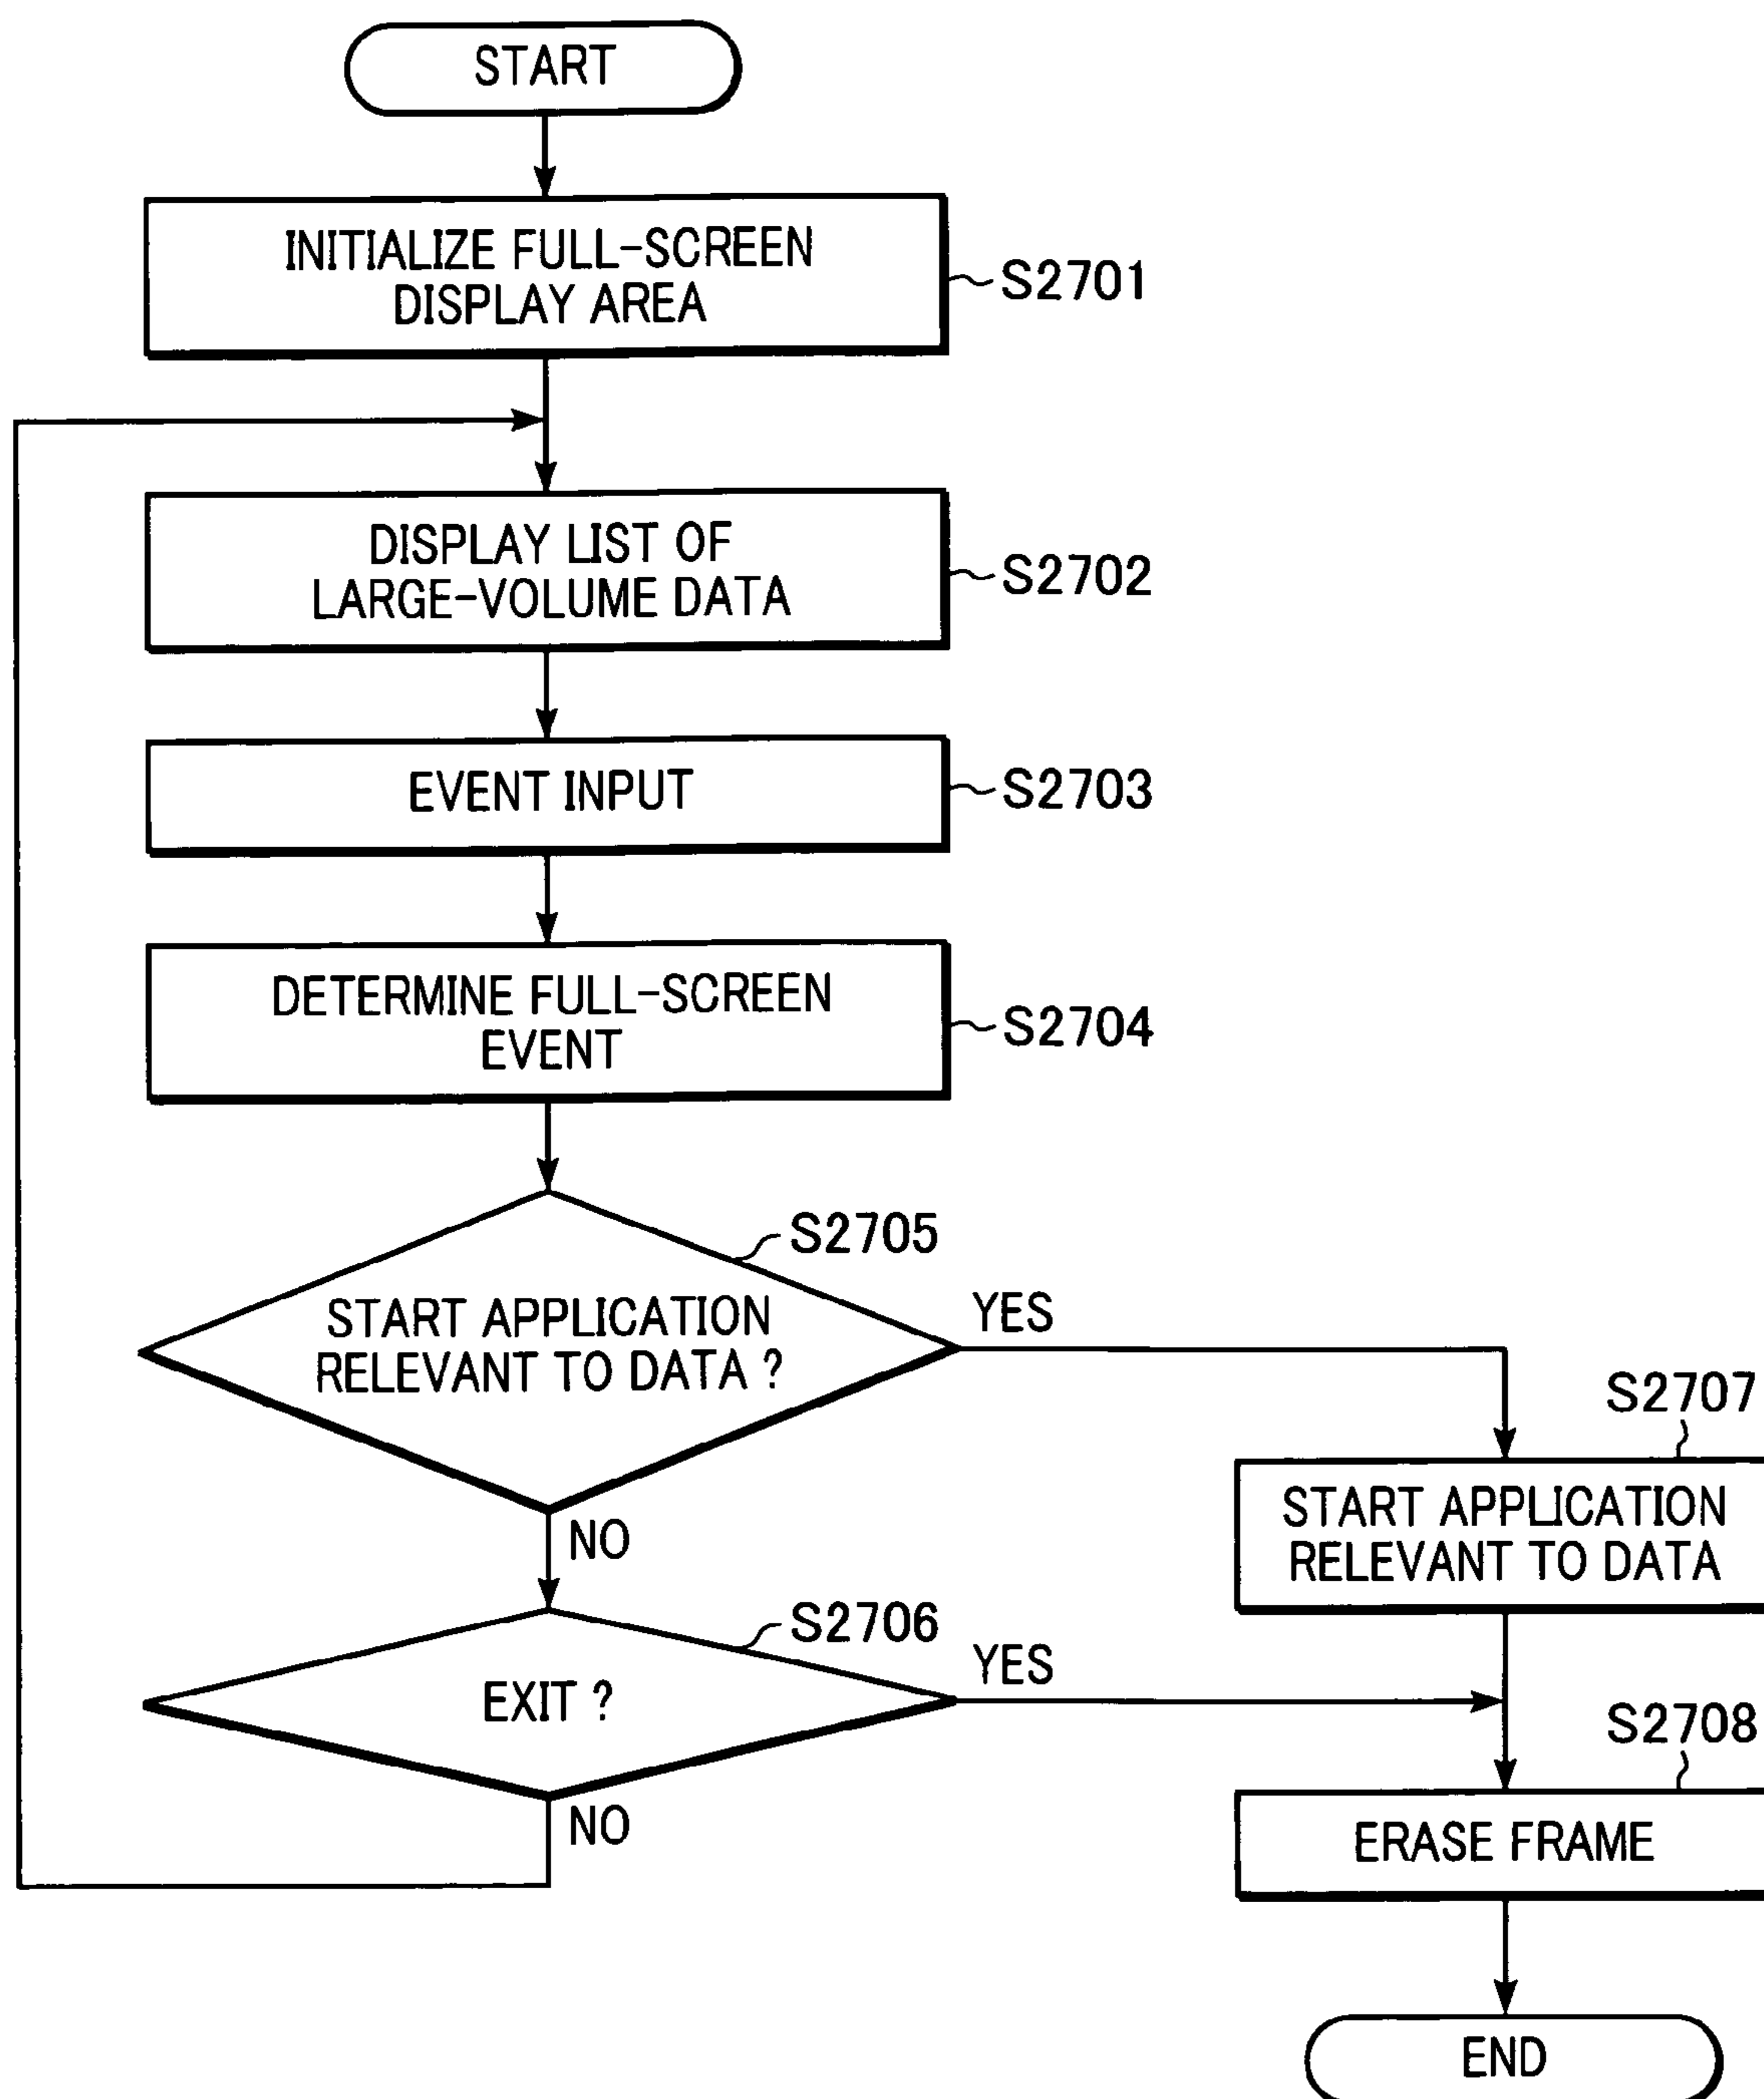 START
INITIALIZE FULL-SCREEN
DISPLAY AREA
S2701
DISPLAY LIST OF
LARGE-VOLUME DATA
S2702
EVENT INPUT
S2703
DETERMINE FULL-SCREEN
EVENT
S2704
S2705
START APPLICATION
RELEVANT TO DATA ?
YES
NO
S2707
START APPLICATION
RELEVANT TO DATA
S2706
EXIT ?
YES
NO
S2708
ERASE FRAME
END